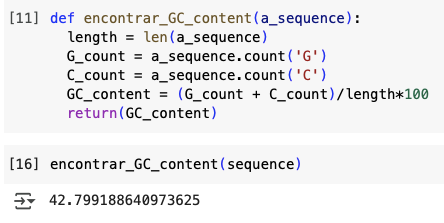 [11] def encontrar_GC_content(a_sequence):
  length = len(a_sequence)
  G_count = a_sequence.count('G')
  C_count = a_sequence.count('C')
  GC_content = (G_count + C_count)/length*100
  return(GC_content)
[16] encontrar_GC_content(sequence)
42.799188640973625